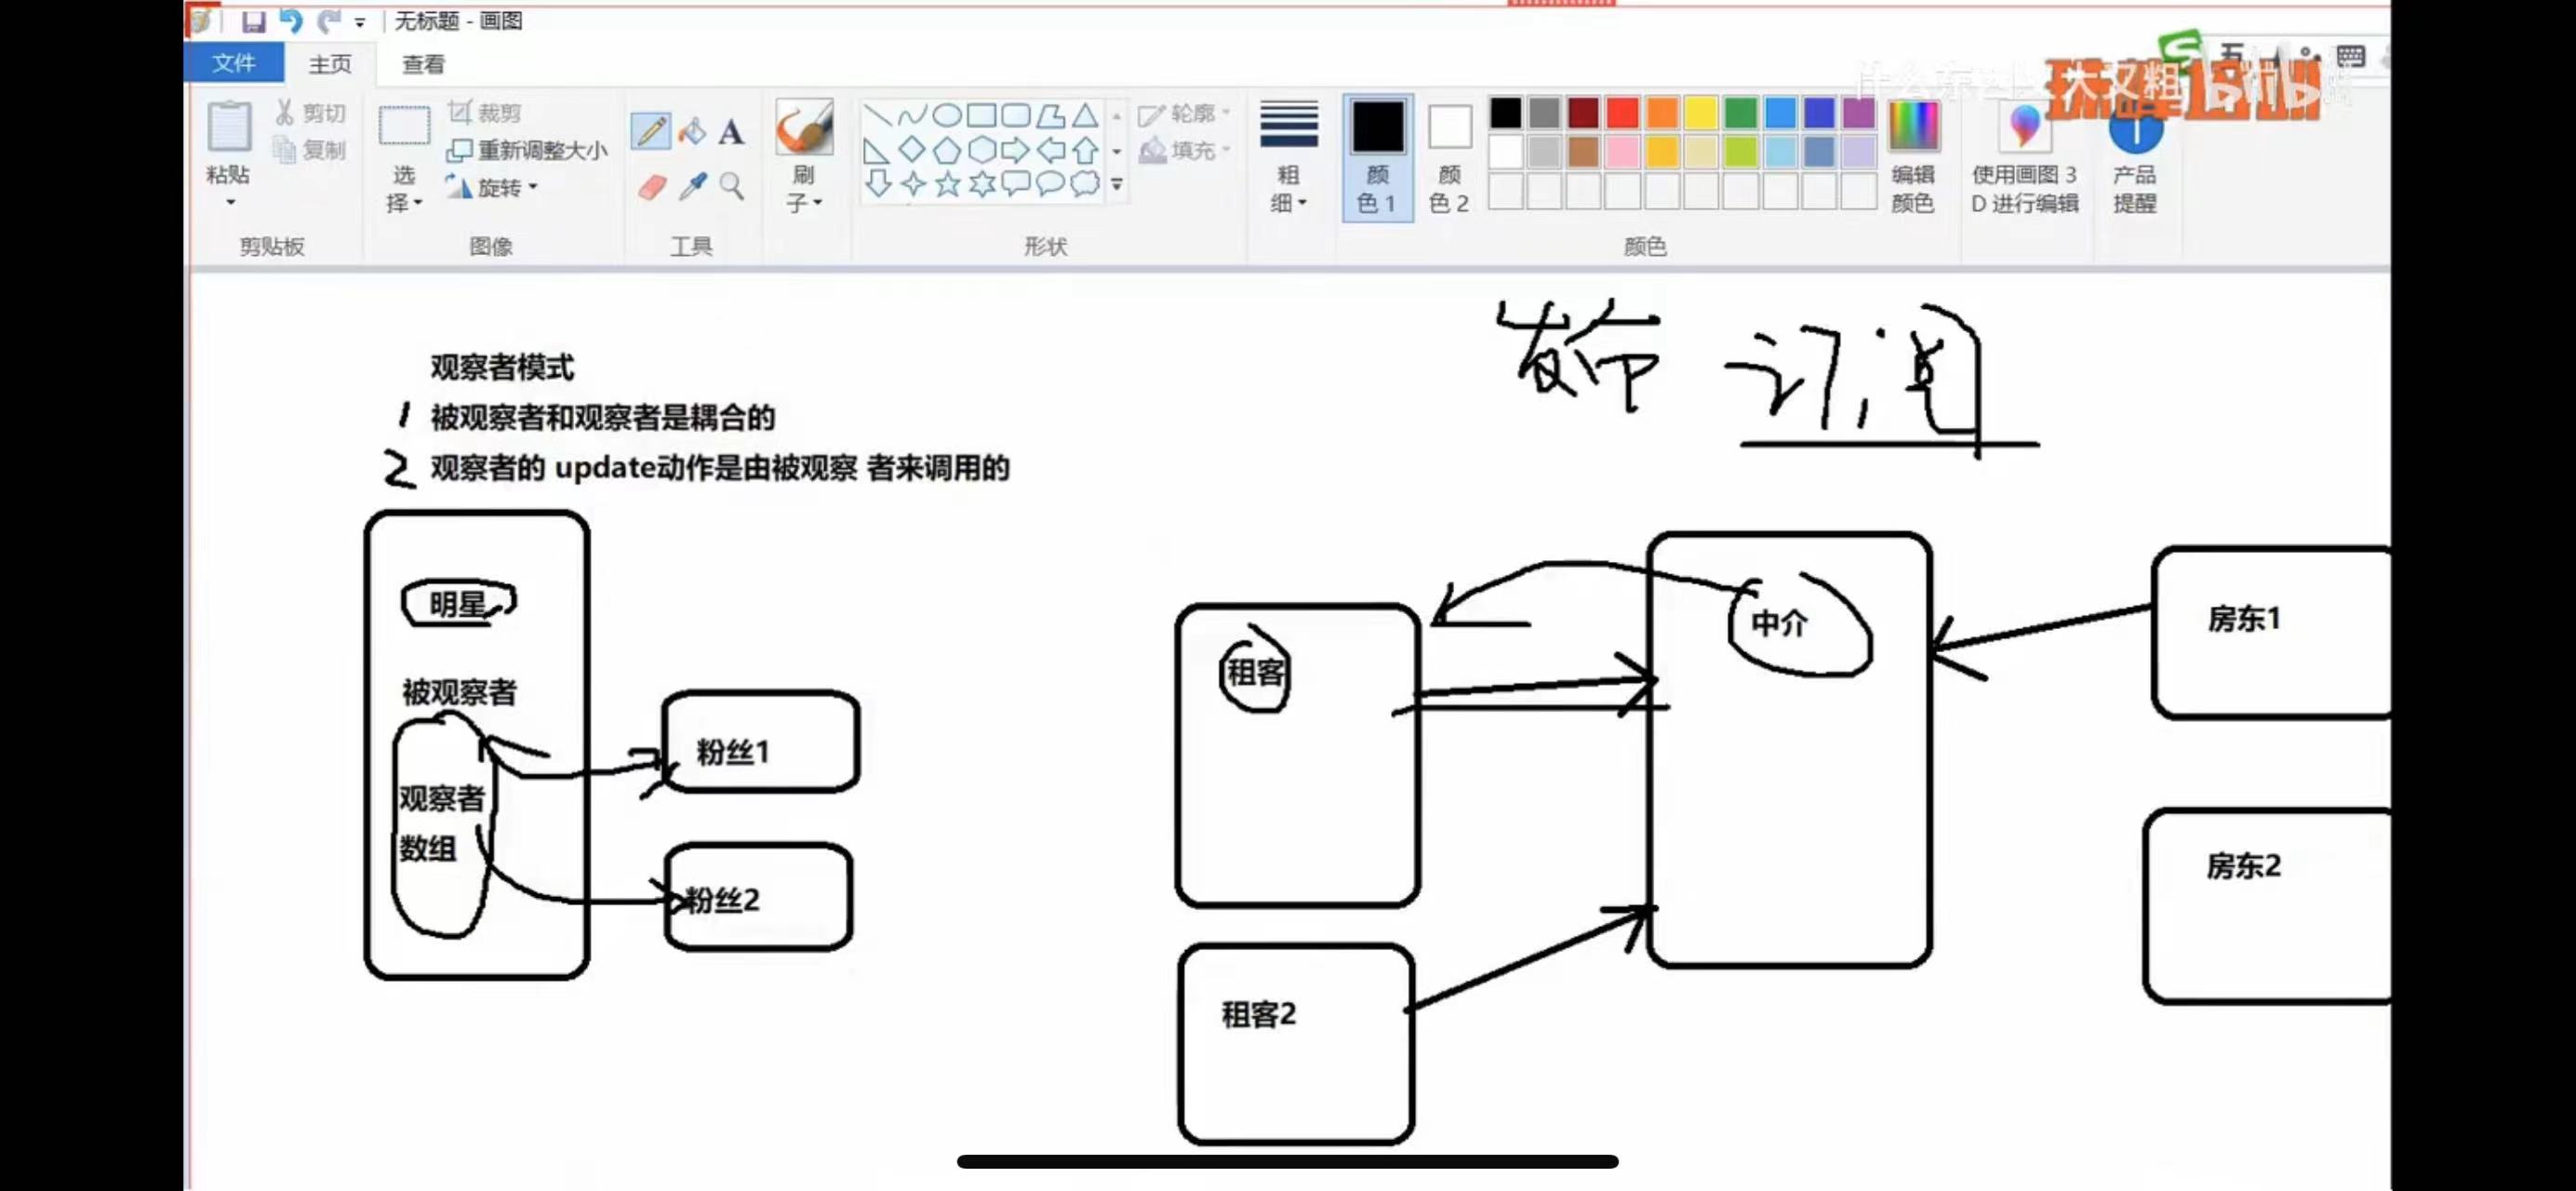 无标题 - 画图
文件 主页 查看
粘贴 剪切 复制
剪贴板
选择 裁剪 重新调整大小 旋转
图像
A
工具
刷子
形状
轮廓 填充
粗细
颜色 1
颜色 2
编辑颜色
颜色
使用画图 3D 进行编辑
产品提醒
五
bilibili
发布 订阅
观察者模式
1 被观察者和观察者是耦合的
2 观察者的 update动作是由被观察 者来调用的
明星
被观察者
观察者
数组
粉丝1
粉丝2
租客
租客2
中介
房东1
房东2